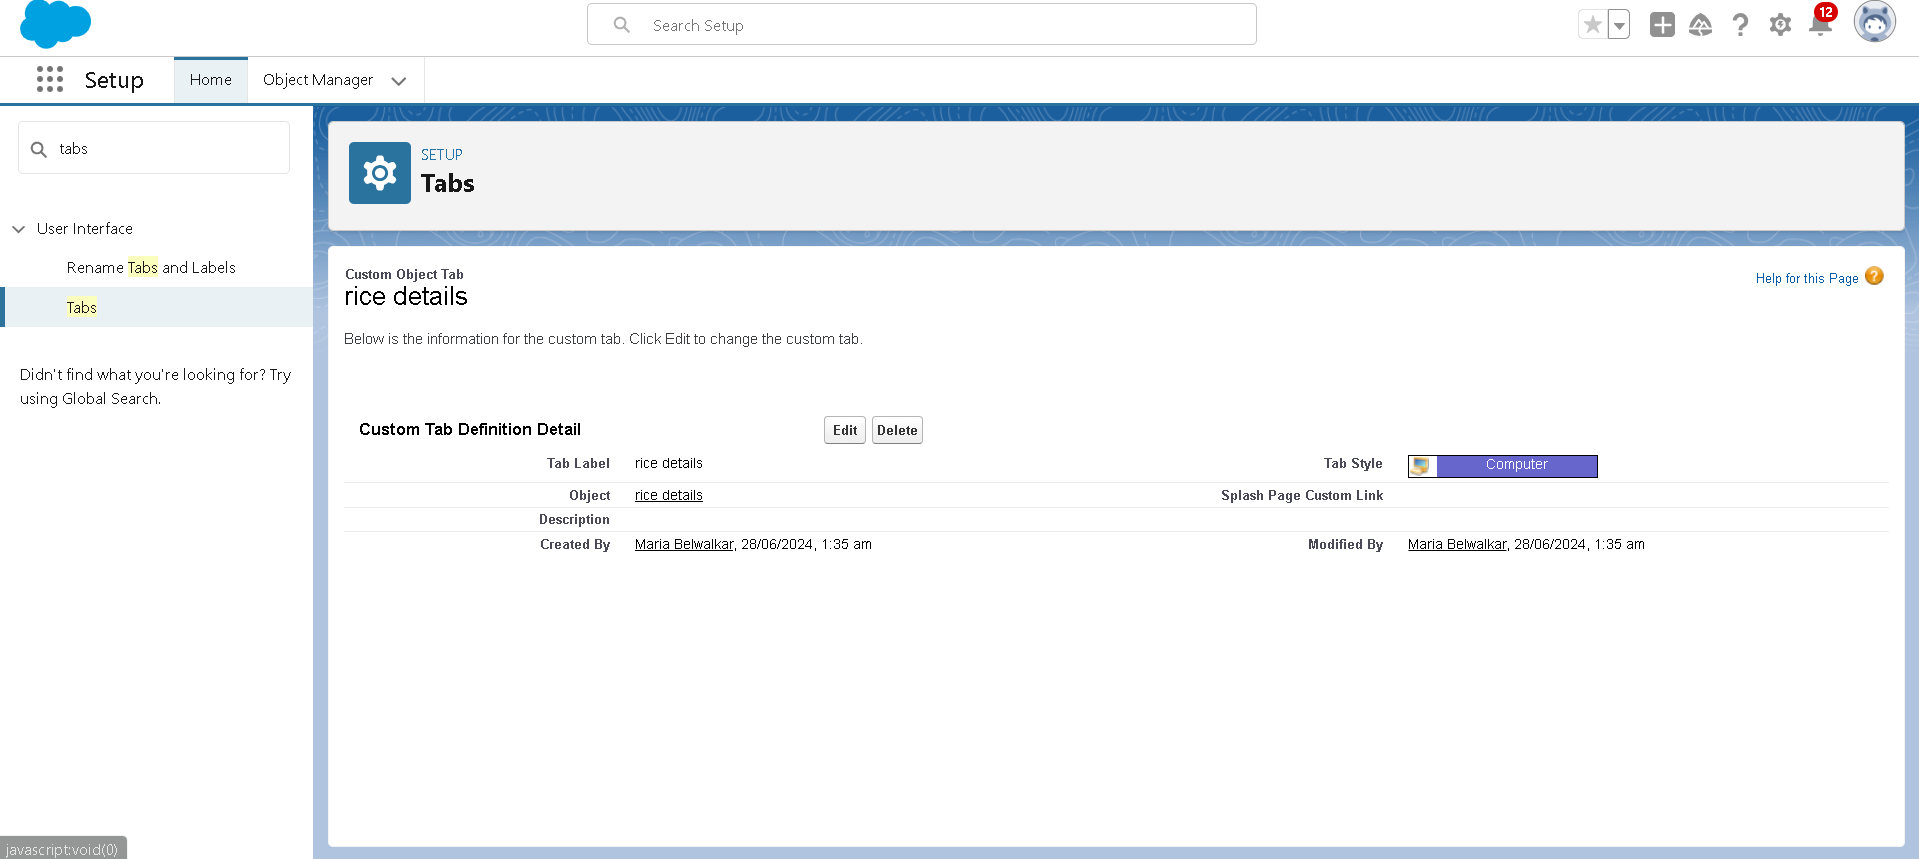 Search Setup
12
Setup
Home
Object Manager
tabs
User Interface
Rename Tabs and Labels
Tabs
Didn't find what you're looking for? Try
using Global Search.
SETUP
Tabs
Custom Object Tab
rice details
Help for this Page ?
Below is the information for the custom tab. Click Edit to change the custom tab.
Custom Tab Definition Detail
Edit
Delete
Tab Label rice details
Tab Style Computer
Object rice details
Splash Page Custom Link
Description
Created By Maria Belwalkar, 28/06/2024, 1:35 am
Modified By Maria Belwalkar, 28/06/2024, 1:35 am
javascript:void(0)